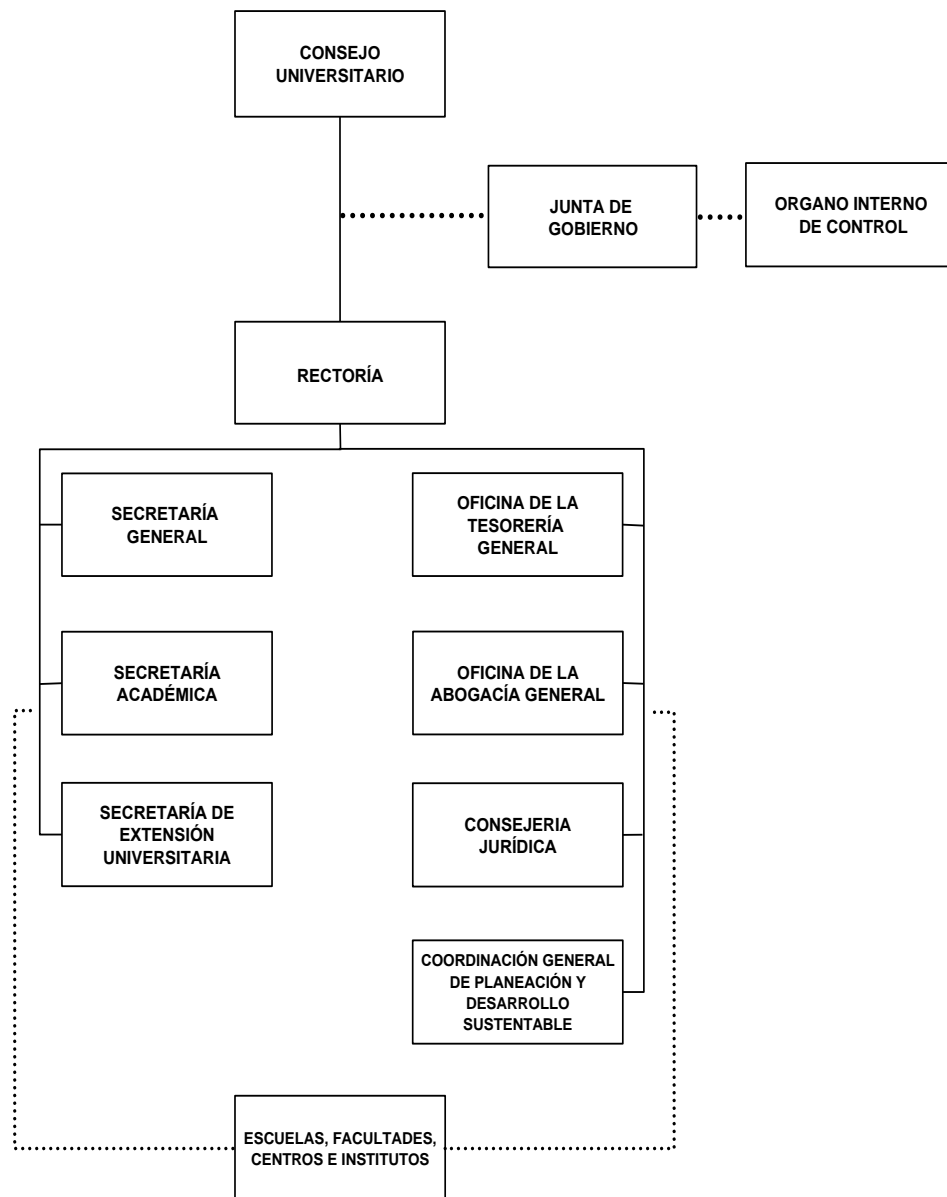 CONSEJO
UNIVERSITARIO
JUNTA DE
GOBIERNO
ORGANO INTERNO
DE CONTROL
RECTORÍA
SECRETARÍA
GENERAL
OFICINA DE LA
TESORERÍA
GENERAL
SECRETARÍA
ACADÉMICA
OFICINA DE LA
ABOGACÍA GENERAL
SECRETARÍA DE
EXTENSIÓN
UNIVERSITARIA
CONSEJERIA
JURÍDICA
COORDINACIÓN GENERAL
DE PLANEACIÓN Y
DESARROLLO
SUSTENTABLE
ESCUELAS, FACULTADES,
CENTROS E INSTITUTOS